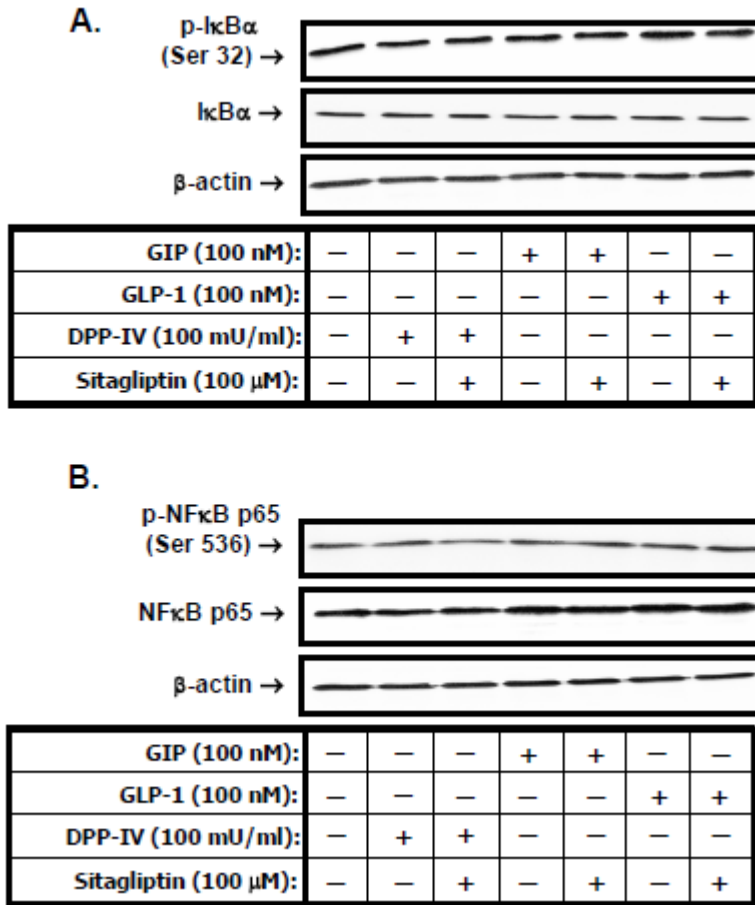 A.
p-IκBα
(Ser 32) →
IκBα →
β-actin →
GIP (100 nM): – – – + + – –
GLP-1 (100 nM): – – – – – + +
DPP-IV (100 mU/ml): – + + – – – –
Sitagliptin (100 μM): – – + – + – +
B.
p-NFκB p65
(Ser 536) →
NFκB p65 →
β-actin →
GIP (100 nM): – – – + + – –
GLP-1 (100 nM): – – – – – + +
DPP-IV (100 mU/ml): – + + – – – –
Sitagliptin (100 μM): – – + – + – +